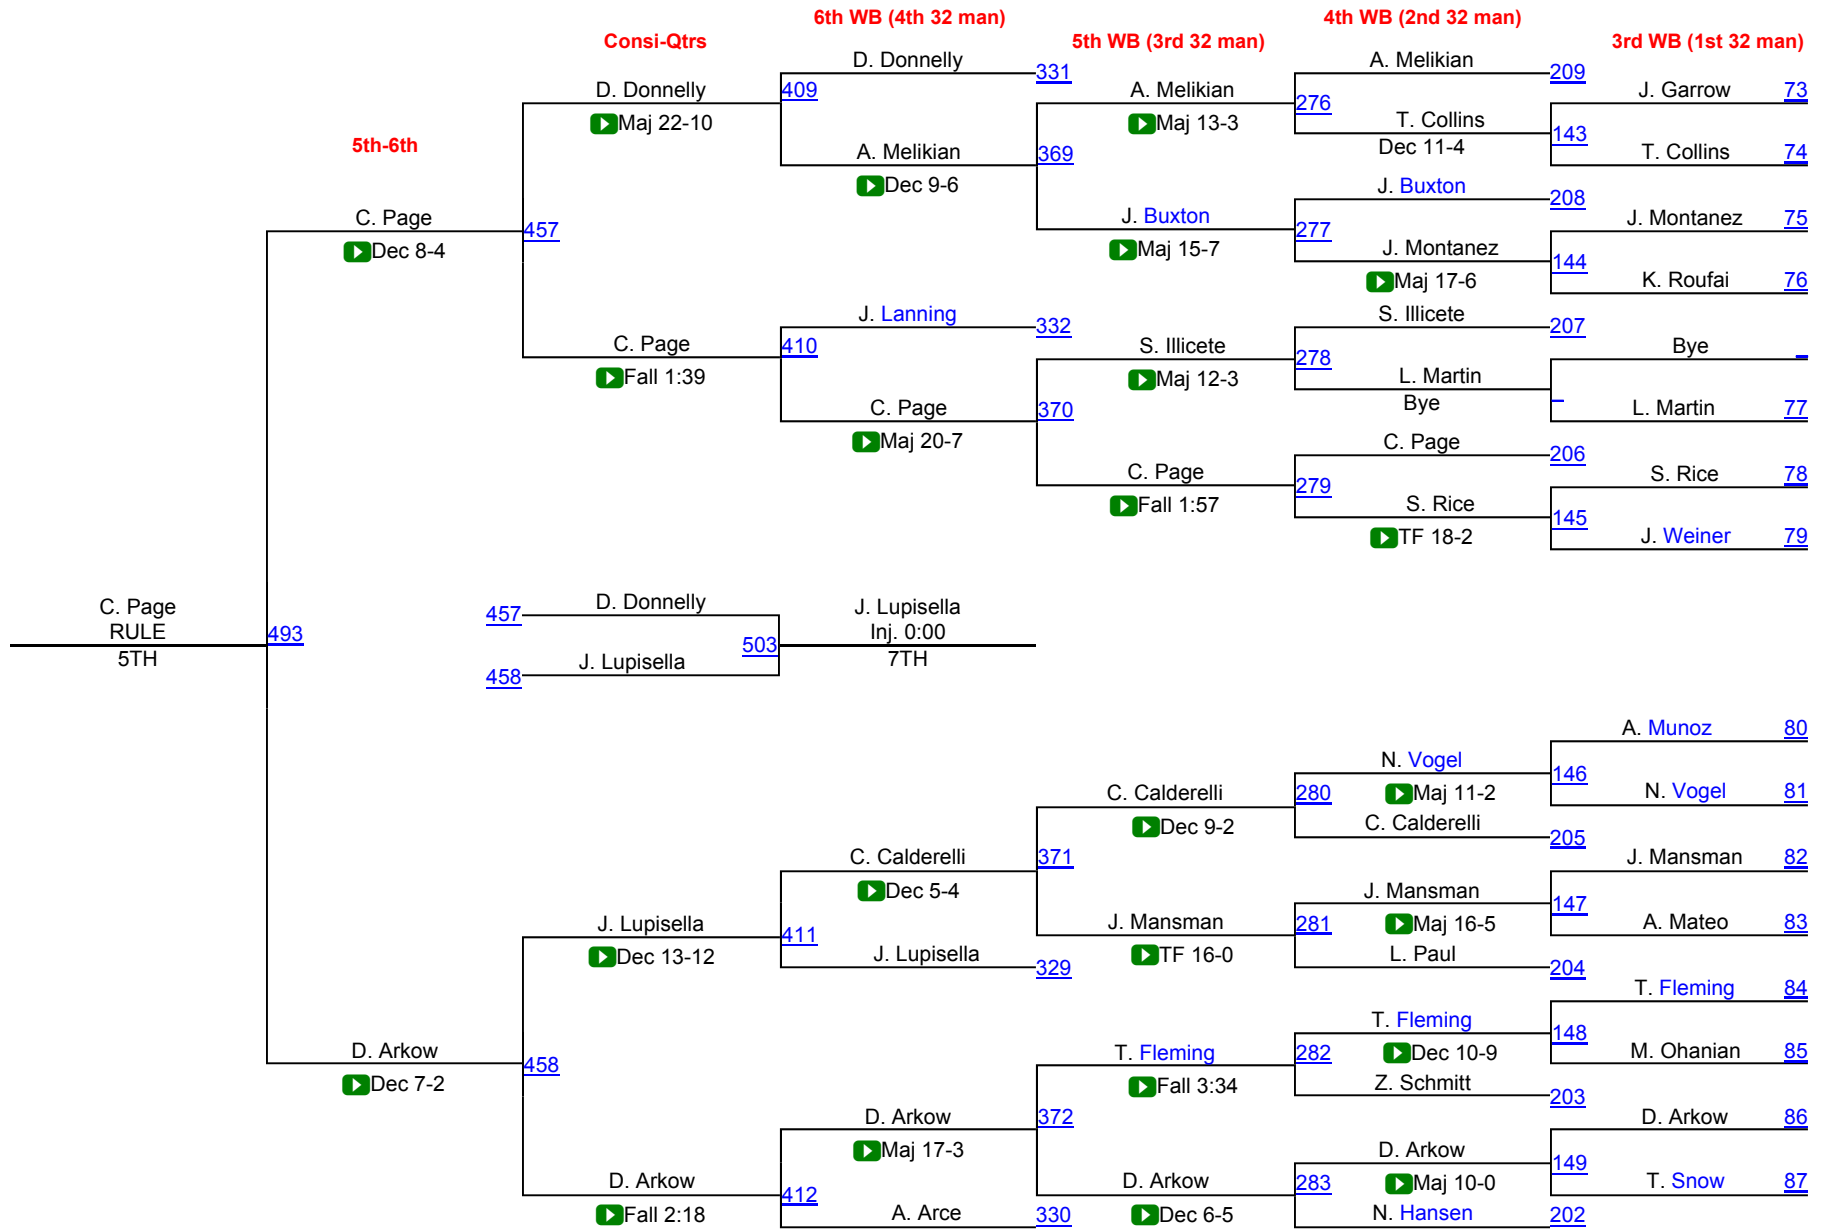 6th WB (4th 32 man)
4th WB (2nd 32 man)
Consi-Qtrs
5th WB (3rd 32 man)
3rd WB (1st 32 man)
5th-6th
C. Page
RULE
5TH
493
C. Page
Dec 8-4
457
D. Arkow
Dec 7-2
458
D. Donnelly
Maj 22-10
409
C. Page
Fall 1:39
410
457
D. Donnelly
458
J. Lupisella
503
J. Lupisella
Inj. 0:00
7TH
J. Lupisella
Dec 13-12
411
D. Arkow
Fall 2:18
412
D. Donnelly
331
A. Melikian
Dec 9-6
369
J. Lanning
332
C. Page
Maj 20-7
370
C. Calderelli
Dec 5-4
371
J. Lupisella
329
D. Arkow
Maj 17-3
372
A. Arce
330
A. Melikian
Maj 13-3
276
J. Buxton
Maj 15-7
277
S. Illicete
Maj 12-3
278
C. Page
Fall 1:57
279
C. Calderelli
Dec 9-2
280
J. Mansman
TF 16-0
281
T. Fleming
Fall 3:34
282
D. Arkow
Dec 6-5
283
A. Melikian
209
T. Collins
Dec 11-4
143
J. Buxton
208
J. Montanez
Maj 17-6
144
S. Illicete
207
L. Martin
Bye
C. Page
206
S. Rice
TF 18-2
145
N. Vogel
Maj 11-2
146
C. Calderelli
205
J. Mansman
Maj 16-5
147
L. Paul
204
T. Fleming
Dec 10-9
148
Z. Schmitt
203
D. Arkow
Maj 10-0
149
N. Hansen
202
J. Garrow 73
T. Collins 74
J. Montanez 75
K. Roufai 76
Bye
L. Martin 77
S. Rice 78
J. Weiner 79
A. Munoz 80
N. Vogel 81
J. Mansman 82
A. Mateo 83
T. Fleming 84
M. Ohanian 85
D. Arkow 86
T. Snow 87